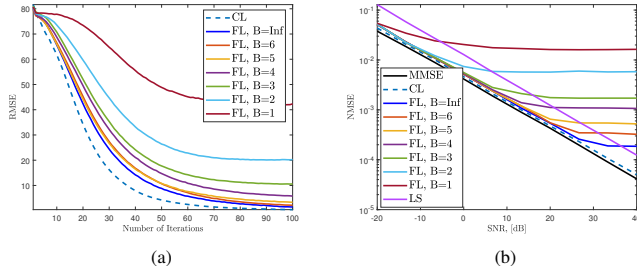 RMSE
80
70
60
50
40
30
20
10
10 20 30 40 50 60 70 80 90 100
Number of Iterations
CL
FL, B=Inf
FL, B=6
FL, B=5
FL, B=4
FL, B=3
FL, B=2
FL, B=1
(a)
NMSE
10-1
10-2
10-3
10-4
10-5
-20 -10 0 10 20 30 40
SNR, [dB]
MMSE
CL
FL, B=Inf
FL, B=6
FL, B=5
FL, B=4
FL, B=3
FL, B=2
FL, B=1
LS
(b)